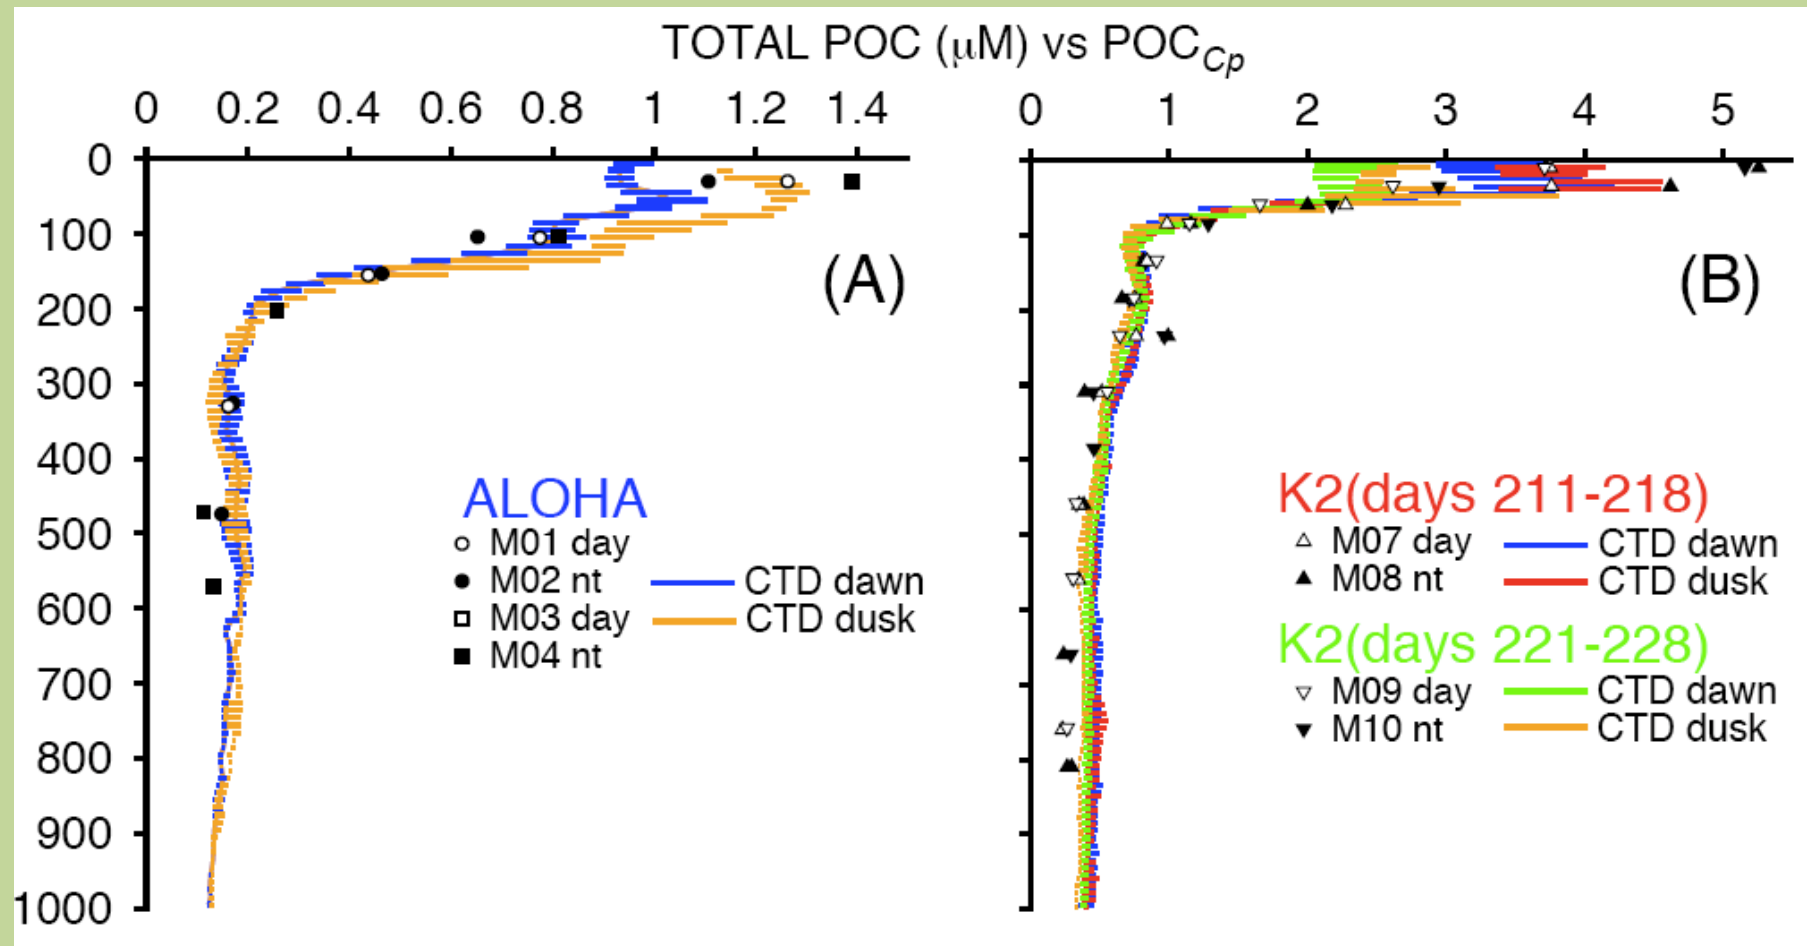 TOTAL POC (μM) vs POC_Cp
0 0.2 0.4 0.6 0.8 1 1.2 1.4
0 1 2 3 4 5
0
100
200
300
400
500
600
700
800
900
1000
(A)
ALOHA
M01 day
M02 nt
M03 day
M04 nt
CTD dawn
CTD dusk
(B)
K2(days 211-218)
M07 day CTD dawn
M08 nt CTD dusk
K2(days 221-228)
M09 day CTD dawn
M10 nt CTD dusk